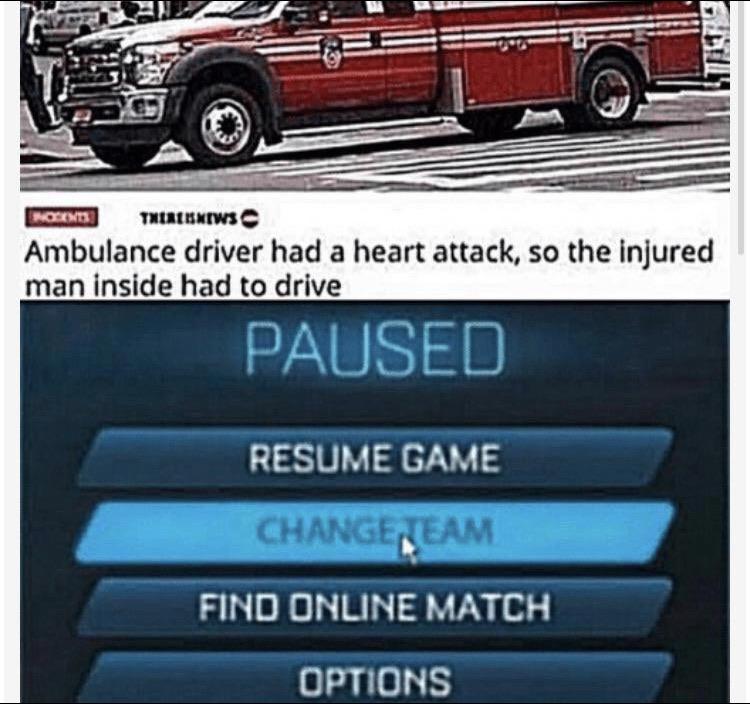 INCIDENTS THEREISNEWS
Ambulance driver had a heart attack, so the injured
man inside had to drive
PAUSED
RESUME GAME
CHANGE TEAM
FIND ONLINE MATCH
OPTIONS